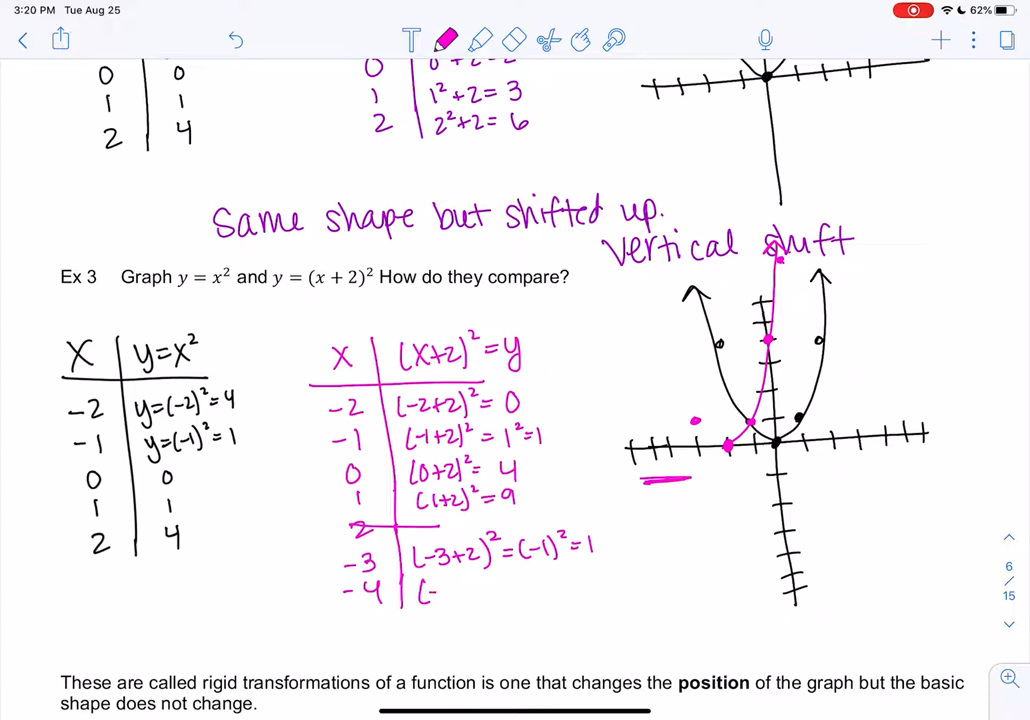 3:20 PM Tue Aug 25
62%
T
0 | 0
1 | 1
2 | 4
0
1 | 1²+2= 3
2 | 2²+2= 6
Same shape but shifted up.
vertical shift
Ex 3 Graph y = x² and y = (x + 2)² How do they compare?
X | y=x²
-2 | y=(-2)²=4
-1 | y=(-1)²=1
0 | 0
1 | 1
2 | 4
X | (x+2)²=y
-2 | (-2+2)²= 0
-1 | (-1+2)²= 1²=1
0 | (0+2)²= 4
1 | (1+2)²=9
2
-3 | (-3+2)²=(-1)²=1
-4 | (-
6
/
15
These are called rigid transformations of a function is one that changes the position of the graph but the basic
shape does not change.